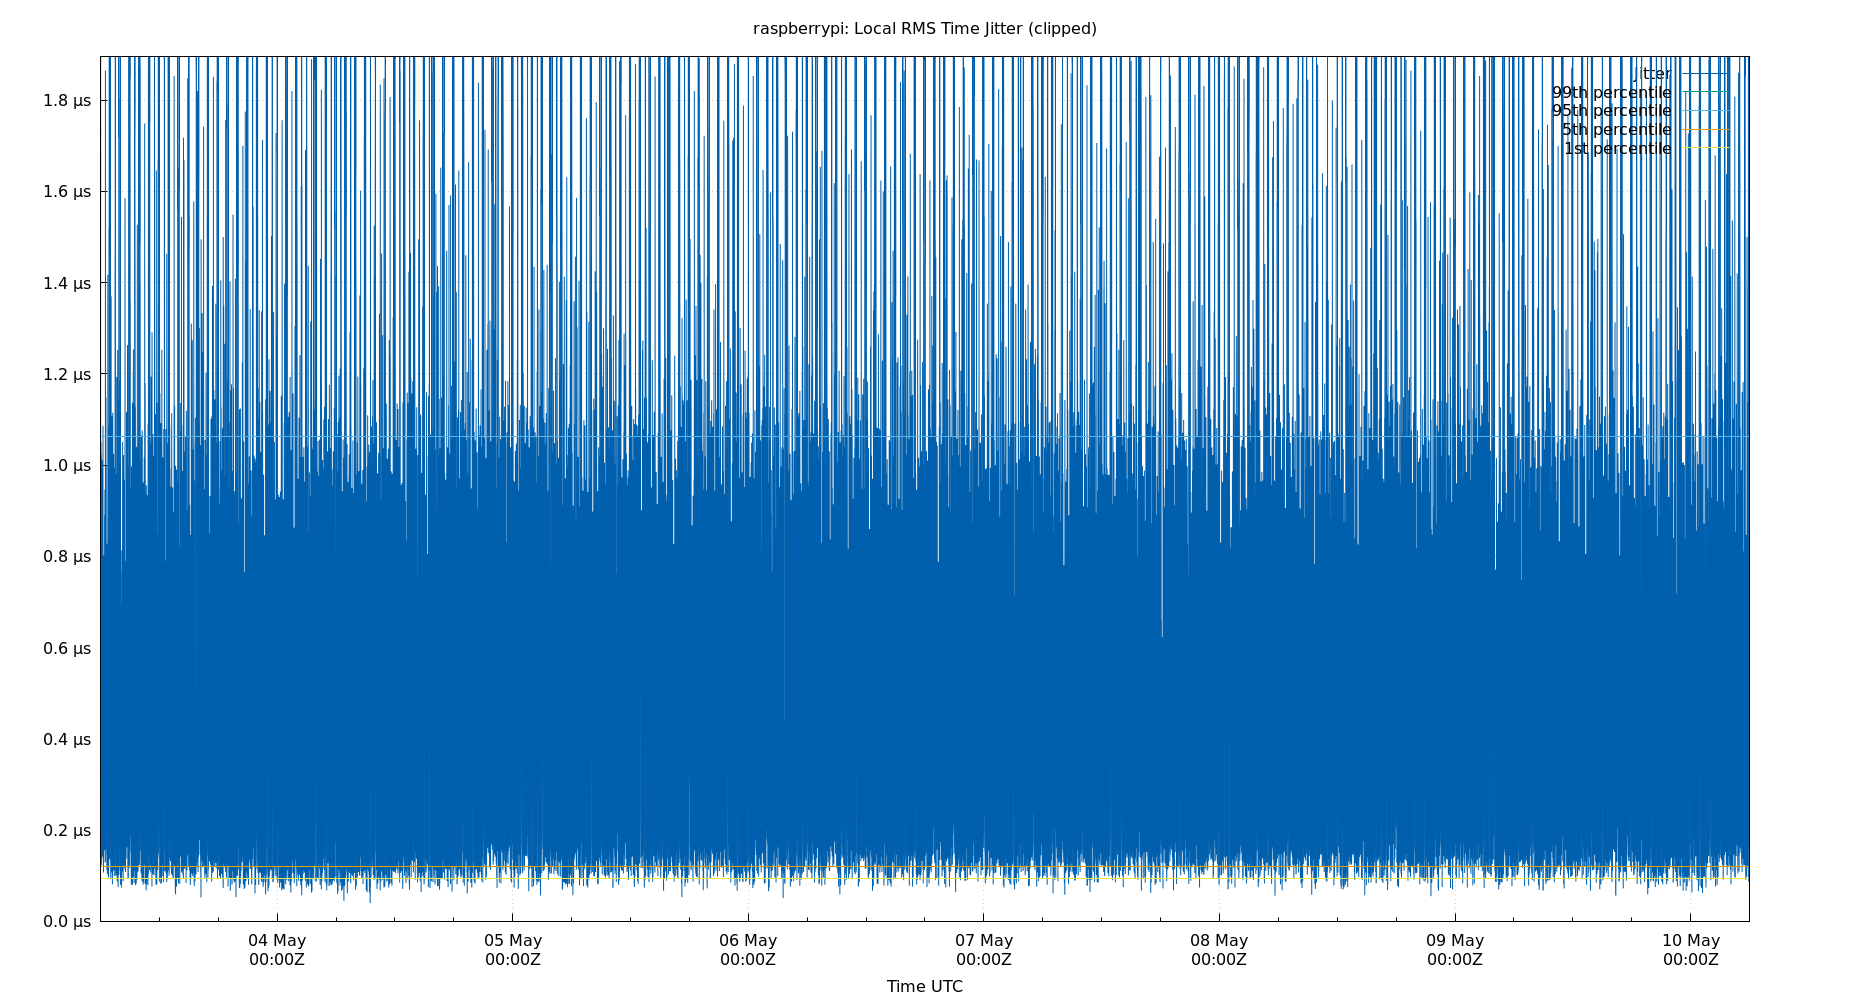 raspberrypi: Local RMS Time Jitter (clipped)
Jitter
99th percentile
95th percentile
5th percentile
1st percentile
1.8 µs
1.6 µs
1.4 µs
1.2 µs
1.0 µs
0.8 µs
0.6 µs
0.4 µs
0.2 µs
0.0 µs
04 May 05 May 06 May 07 May 08 May 09 May 10 May
00:00Z 00:00Z 00:00Z 00:00Z 00:00Z 00:00Z 00:00Z
Time UTC